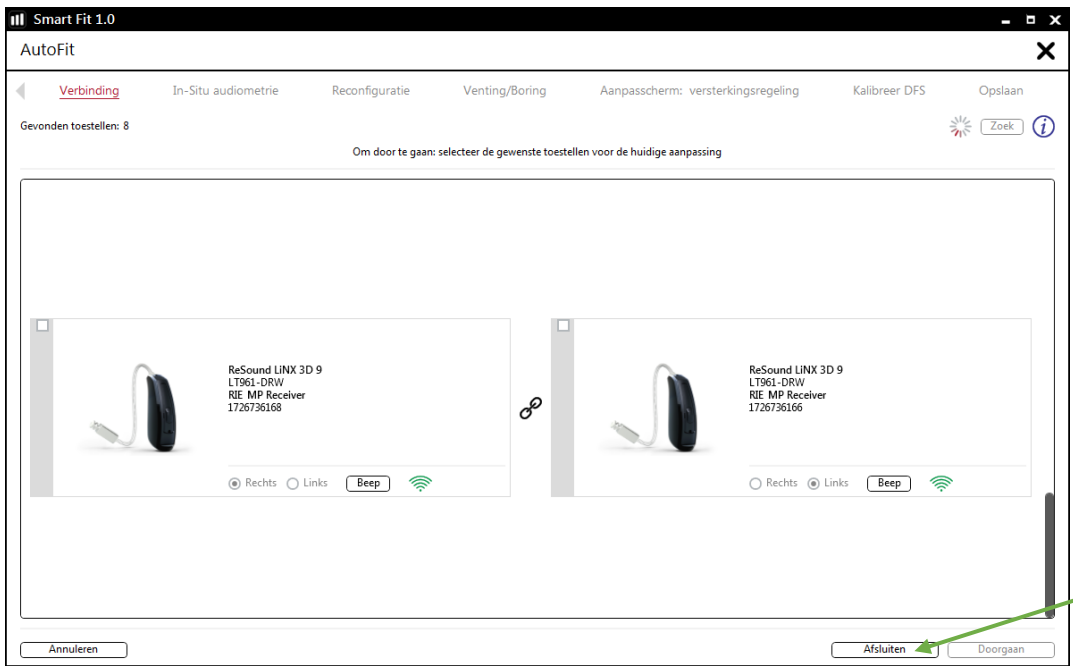 Smart Fit 1.0
AutoFit
Verbinding In-Situ audiometrie Reconfiguratie Venting/Boring Aanpasscherm: versterkingsregeling Kalibreer DFS Opslaan
Gevonden toestellen: 8 Zoek i
Om door te gaan: selecteer de gewenste toestellen voor de huidige aanpassing
ReSound LiNX 3D 9
LT961-DRW
RIE MP Receiver
1726736168
Rechts Links Beep
ReSound LiNX 3D 9
LT961-DRW
RIE MP Receiver
1726736166
Rechts Links Beep
Annuleren Afsluiten Doorgaan